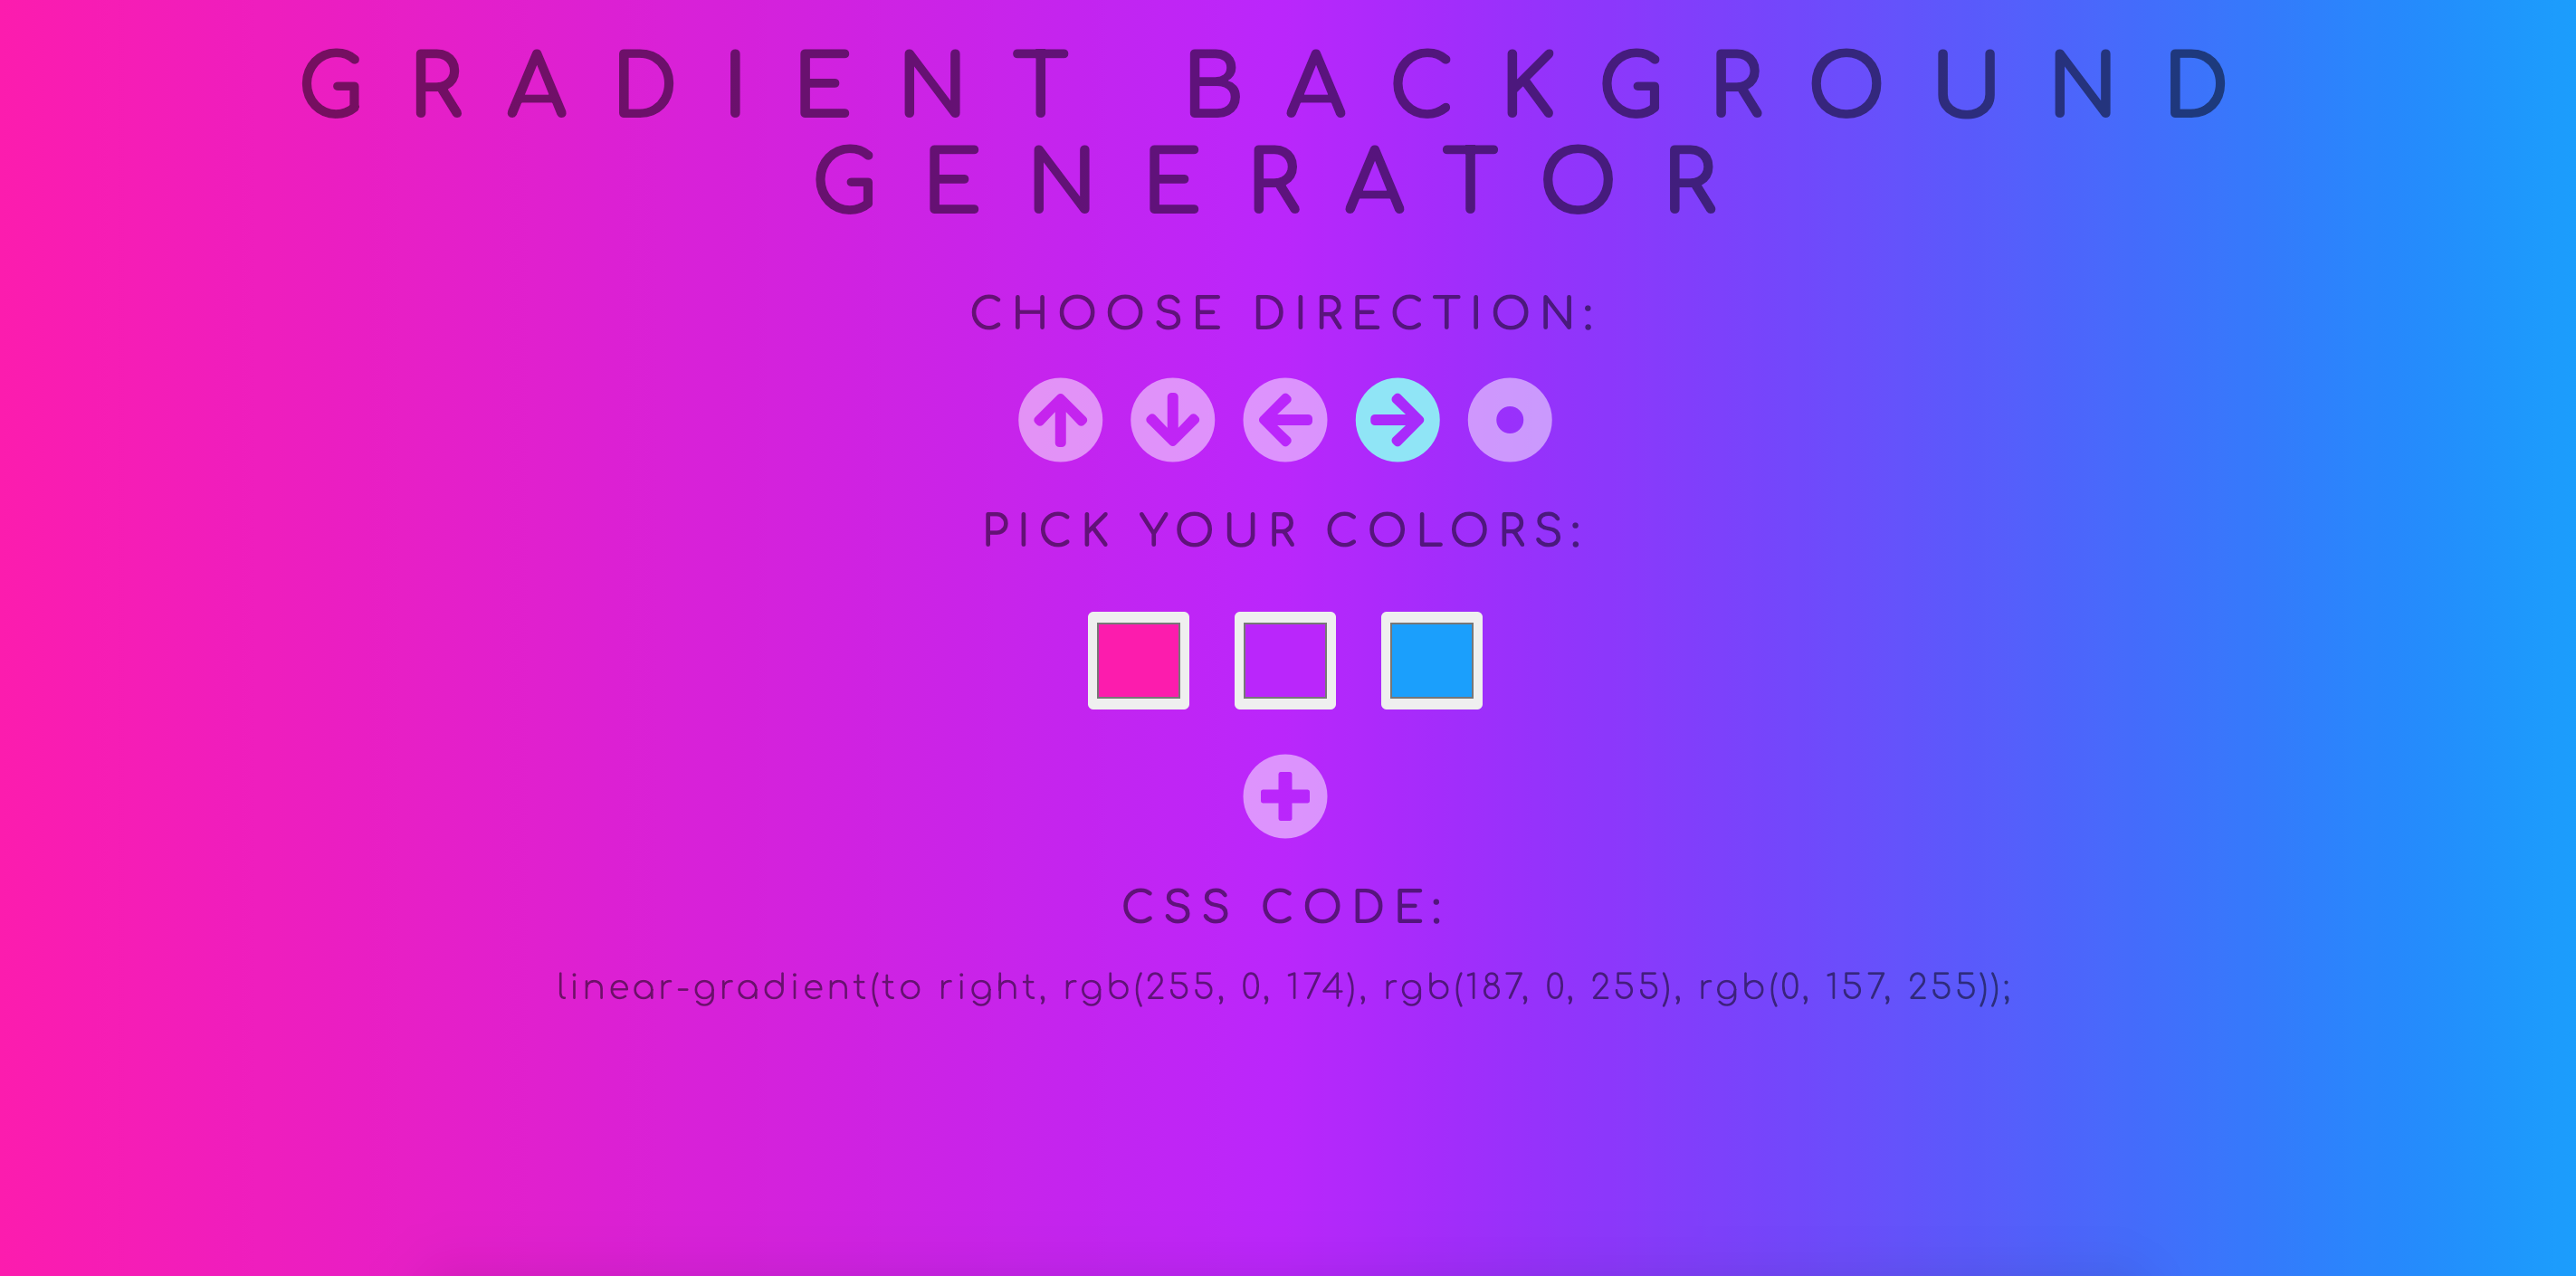 GRADIENT BACKGROUND
GENERATOR
CHOOSE DIRECTION:
PICK YOUR COLORS:
CSS CODE:
linear-gradient(to right, rgb(255, 0, 174), rgb(187, 0, 255), rgb(0, 157, 255));